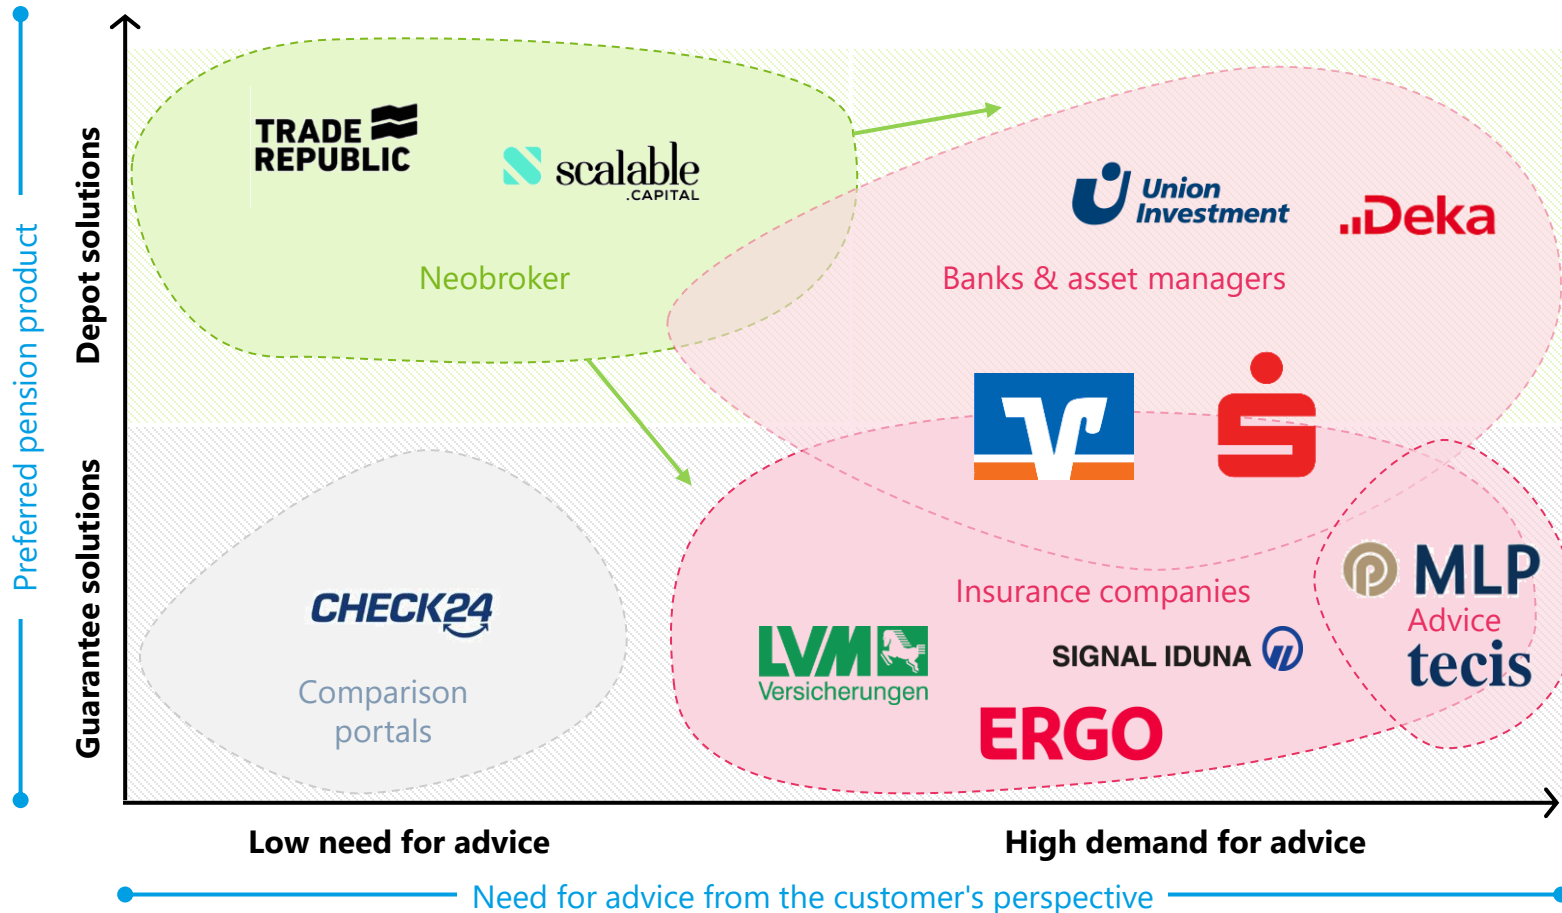 Preferred pension product
Depot solutions
Guarantee solutions
TRADE
REPUBLIC
scalable
.CAPITAL
Neobroker
Union
Investment
Deka
Banks & asset managers
CHECK24
Comparison
portals
Insurance companies
LVM
Versicherungen
SIGNAL IDUNA
ERGO
MLP
Advice
tecis
Low need for advice
High demand for advice
Need for advice from the customer's perspective